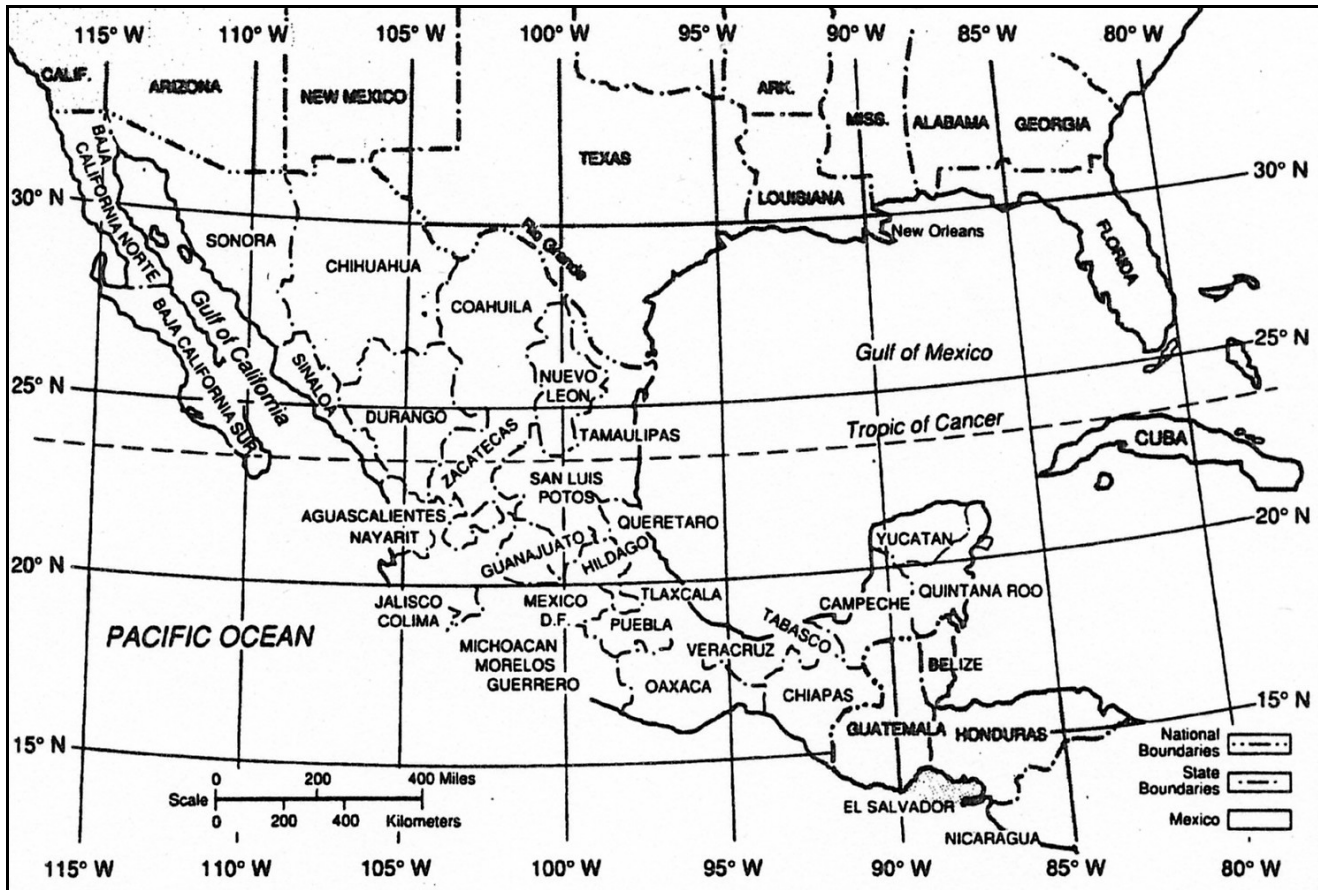 115° W 110° W 105° W 100° W 95° W 90° W 85° W 80° W
CALIF.
ARIZONA
NEW MEXICO
TEXAS
ARK.
MISS.
ALABAMA
GEORGIA
LOUISIANA
30° N
30° N
BAJA
CALIFORNIA NORTE
SONORA
CHIHUAHUA
Rio Grande
New Orleans
FLORIDA
COAHUILA
BAJA CALIFORNIA SUR
Gulf of California
SINALOA
Gulf of Mexico
25° N
25° N
NUEVO
LEON
DURANGO
TAMAULIPAS
Tropic of Cancer
ZACATECAS
CUBA
SAN LUIS
POTOS
AGUASCALIENTES
NAYARIT
QUERETARO
20° N
YUCATAN
GUANAJUATO
HILDAGO
20° N
JALISCO
COLIMA
MEXICO
D.F.
TLAXCALA
PUEBLA
CAMPECHE
QUINTANA ROO
TABASCO
PACIFIC OCEAN
MICHOACAN
MORELOS
GUERRERO
VERACRUZ
BELIZE
OAXACA
CHIAPAS
15° N
GUATEMALA
HONDURAS
15° N
National
Boundaries
State
Boundaries
Mexico
0 200 400 Miles
Scale
0 200 400 Kilometers
EL SALVADOR
NICARAGUA
115° W 110° W 105° W 100° W 95° W 90° W 85° W 80° W